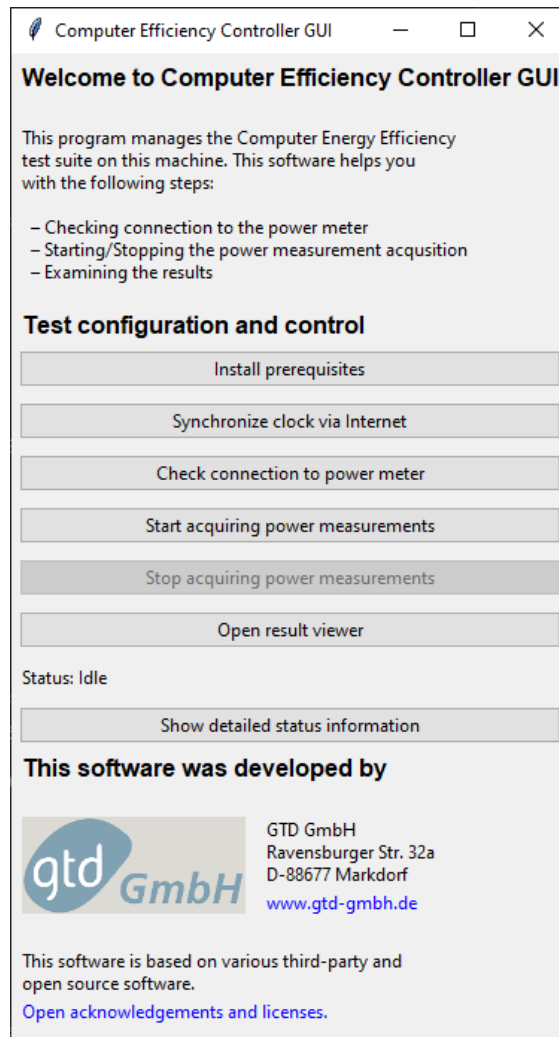 Computer Efficiency Controller GUI
Welcome to Computer Efficiency Controller GUI
This program manages the Computer Energy Efficiency
test suite on this machine. This software helps you
with the following steps:
– Checking connection to the power meter
– Starting/Stopping the power measurement acqusition
– Examining the results
Test configuration and control
Install prerequisites
Synchronize clock via Internet
Check connection to power meter
Start acquiring power measurements
Stop acquiring power measurements
Open result viewer
Status: Idle
Show detailed status information
This software was developed by
gtd GmbH
GTD GmbH
Ravensburger Str. 32a
D-88677 Markdorf
www.gtd-gmbh.de
This software is based on various third-party and
open source software.
Open acknowledgements and licenses.